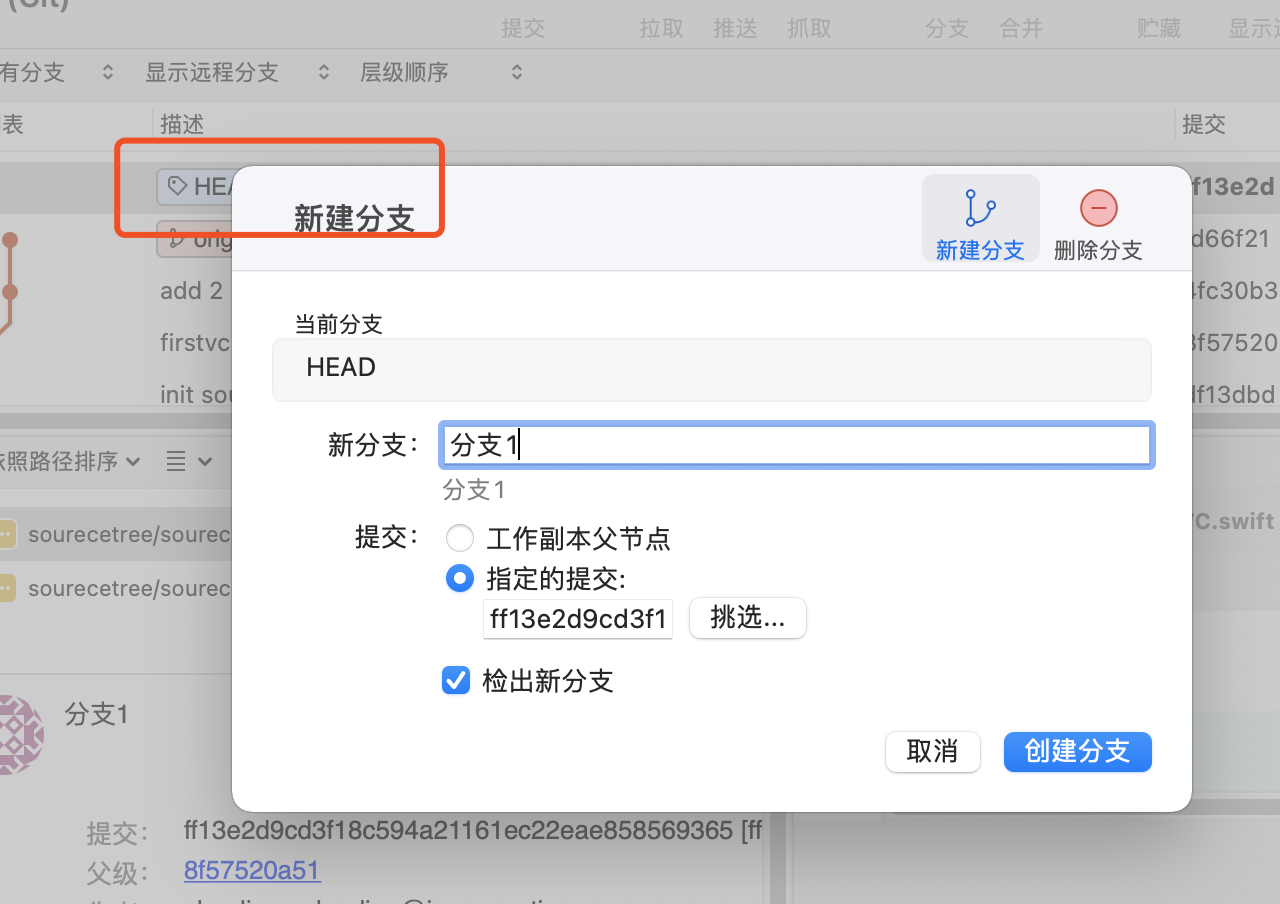 (Git)
提交 拉取 推送 抓取 分支 合并 贮藏 显示
有分支 显示远程分支 层级顺序
表 描述 提交
HEA f13e2d
新建分支 新建分支 删除分支
orig d66f21
add 2 4fc30b3
当前分支
firstvc 8f57520
HEAD
init sou df13dbd
新分支：分支1
依照路径排序
分支1
sourecetree/sourec VC.swift
提交： 工作副本父节点
指定的提交:
sourecetree/sourec
ff13e2d9cd3f1 挑选...
检出新分支
分支1
取消 创建分支
提交： ff13e2d9cd3f18c594a21161ec22eae858569365 [ff
父级： 8f57520a51